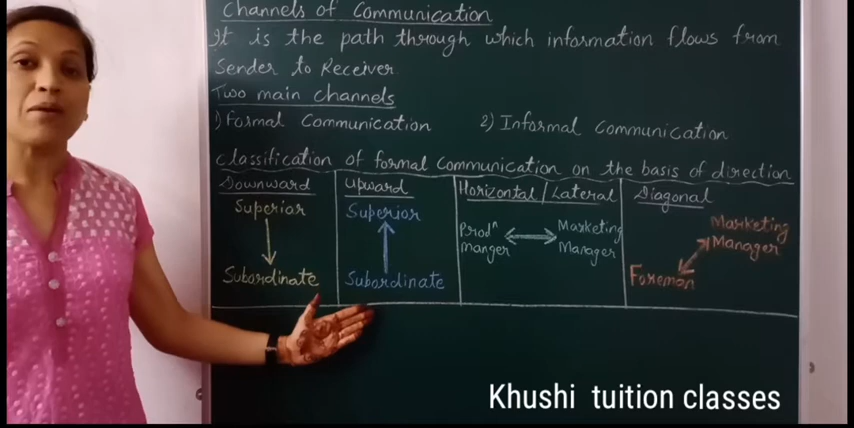 Channels of Communication
It is the path through which information flows from
Sender to Receiver
Two main channels
1) Formal Communication 2) Informal Communication
Classification of formal Communication on the basis of direction
Downward Upward Horizontal / Lateral Diagonal
Superior Superior
Subordinate Subordinate
Prodn manger Marketing Manager
Marketing Manager
Foreman
Khushi tuition classes